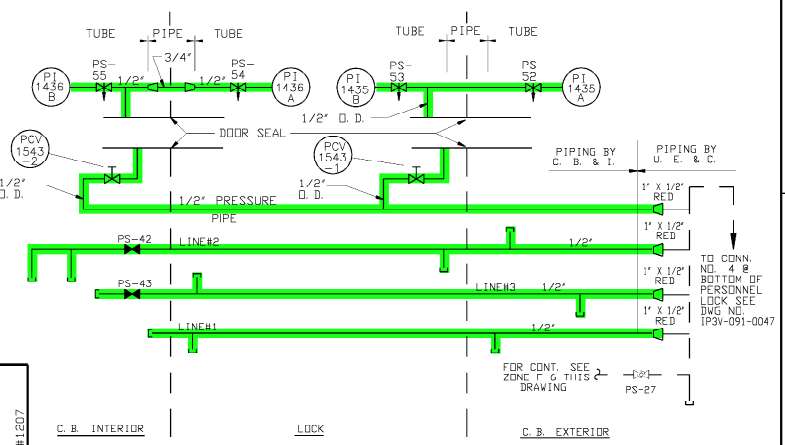 TUBE PIPE TUBE
TUBE PIPE TUBE
3/4"
PI 1436 B
PS-55
1/2"
1/2"
PS-54
PI 1436 A
PI 1435 B
PS-53
PS 52
PI 1435 A
1/2" O. D.
DOOR SEAL
PCV 1543 -2
PCV 1543 -1
PIPING BY C. B. & I.
PIPING BY U. E. & C.
1/2" O. D.
1/2" O. D.
1/2" PRESSURE PIPE
1" X 1/2" RED
PS-42
LINE#2
1/2"
1" X 1/2" RED
TO CONN. NO. 4 @ BOTTOM OF PERSONNEL LOCK SEE DWG NO. IP3V-091-0047
PS-43
1/2"
LINE#3
1/2"
1" X 1/2" RED
LINE#1
1/2"
1" X 1/2" RED
FOR CONT. SEE ZONE F 6 THIS DRAWING
PS-27
#1207
C. B. INTERIOR
LOCK
C. B. EXTERIOR